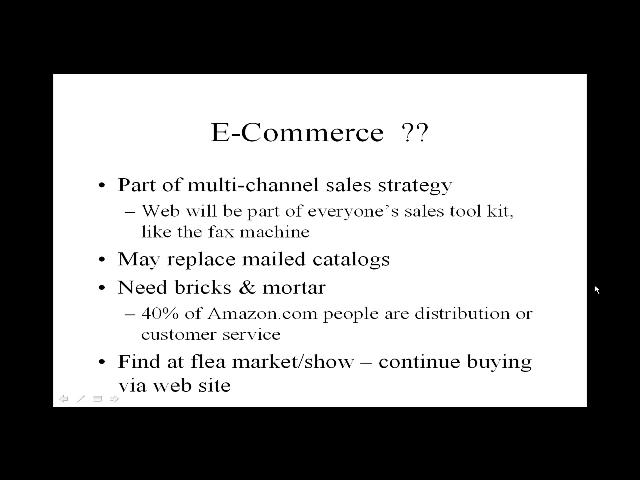 E-Commerce ??
• Part of multi-channel sales strategy
– Web will be part of everyone's sales tool kit,
like the fax machine
• May replace mailed catalogs
• Need bricks & mortar
– 40% of Amazon.com people are distribution or
customer service
• Find at flea market/show – continue buying
via web site